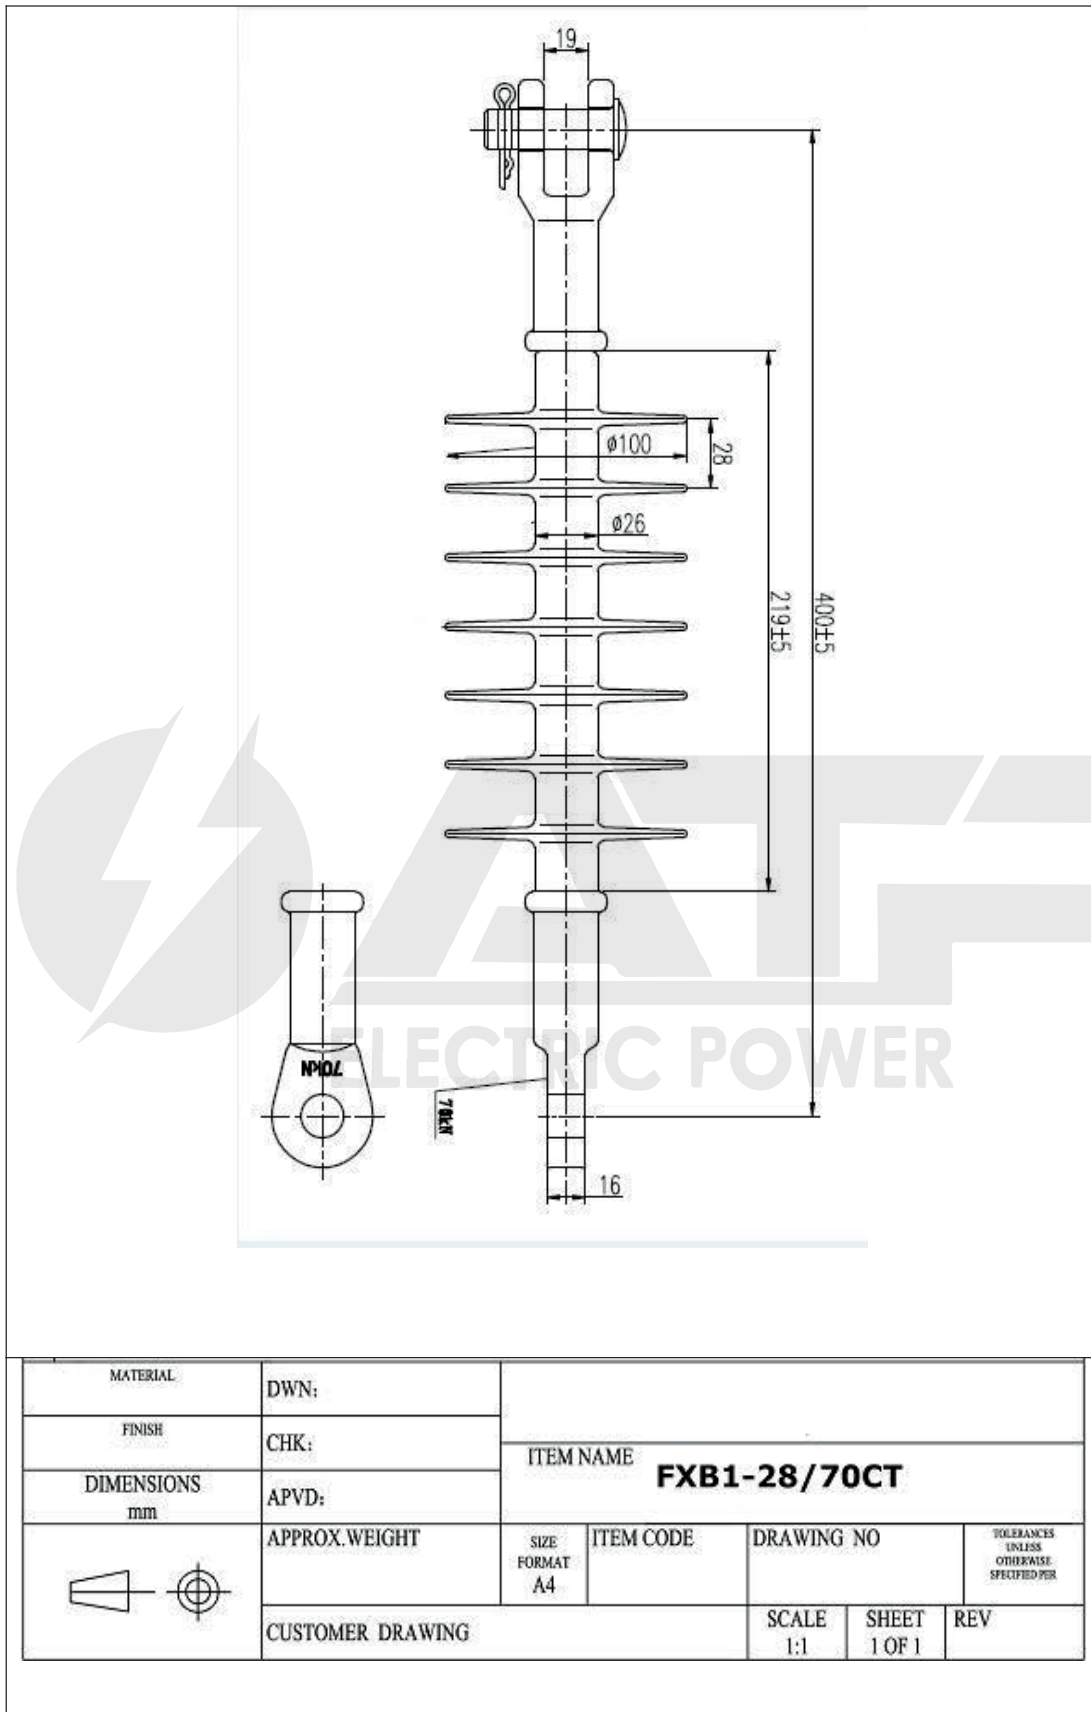 19
ø100
28
ø26
219±5
400±5
ATF
ELECTRIC POWER
70kN
70kN
16
MATERIAL
DWN:
FINISH
CHK:
ITEM NAME
FXB1-28/70CT
DIMENSIONS
mm
APVD:
APPROX.WEIGHT
SIZE
FORMAT
A4
ITEM CODE
DRAWING NO
TOLERANCES
UNLESS
OTHERWISE
SPECIFIED PER
CUSTOMER DRAWING
SCALE
1:1
SHEET
1 OF 1
REV